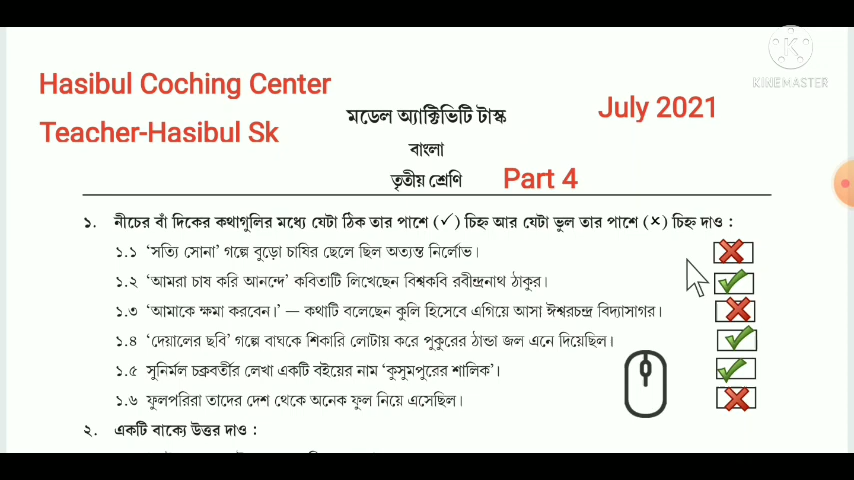 KINEMASTER
Hasibul Coching Center
July 2021
মডেল অ্যাক্টিভিটি টাস্ক
Teacher-Hasibul Sk
বাংলা
তৃতীয় শ্রেণি Part 4
১. নীচের বাঁ দিকের কথাগুলির মধ্যে যেটা ঠিক তার পাশে (✓) চিহ্ন আর যেটা ভুল তার পাশে (×) চিহ্ন দাও :
১.১ ‘সত্যি সোনা’ গল্পে বুড়ো চাষির ছেলে ছিল অত্যন্ত নির্লোভ।
১.২ ‘আমরা চাষ করি আনন্দে’ কবিতাটি লিখেছেন বিশ্বকবি রবীন্দ্রনাথ ঠাকুর।
১.৩ ‘আমাকে ক্ষমা করবেন।’ — কথাটি বলেছেন কুলি হিসেবে এগিয়ে আসা ঈশ্বরচন্দ্র বিদ্যাসাগর।
১.৪ ‘দেয়ালের ছবি’ গল্পে বাঘকে শিকারি লোটায় করে পুকুরের ঠান্ডা জল এনে দিয়েছিল।
১.৫ সুনির্মল চক্রবর্তীর লেখা একটি বইয়ের নাম ‘কুসুমপুরের শালিক’।
১.৬ ফুলপরিরা তাদের দেশ থেকে অনেক ফুল নিয়ে এসেছিল।
২. একটি বাক্যে উত্তর দাও :